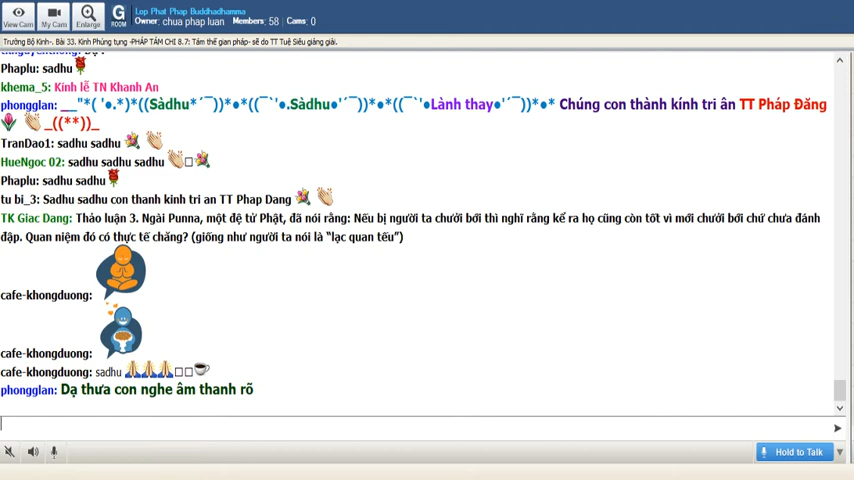 Lop Phat Phap Buddhadhamma
Owner: chua phap luan Members: 58 Cams: 0
View Cam My Cam Enlarge G ROOM
Trường Bộ Kinh-. Bài 33. Kinh Phúng tụng -PHÁP TÁM CHI 8.7: Tám thế gian pháp- sẽ do TT Tuệ Siêu giảng giải.
Phaplu: sadhu
khema_5: Kính lễ TN Khanh An
phongglan: __"*( '●.*)*((Sàdhu*´¯))*●*((¯`'●.Sàdhu●'´¯))*●*((¯`'●Lành thay●'´¯))*●* Chúng con thành kính tri ân TT Pháp Đăng
_((**))_
TranDao1: sadhu sadhu
HueNgoc 02: sadhu sadhu sadhu
Phaplu: sadhu sadhu
tu bi_3: Sadhu sadhu con thanh kinh tri an TT Phap Dang
TK Giac Dang: Thảo luận 3. Ngài Punna, một đệ tử Phật, đã nói rằng: Nếu bị người ta chưởi bới thì nghĩ rằng kể ra họ cũng còn tốt vì mới chưởi bới chứ chưa đánh
đập. Quan niệm đó có thực tế chăng? (giống như người ta nói là “lạc quan tếu”)
cafe-khongduong:
cafe-khongduong:
cafe-khongduong: sadhu
phongglan: Dạ thưa con nghe âm thanh rõ
Hold to Talk